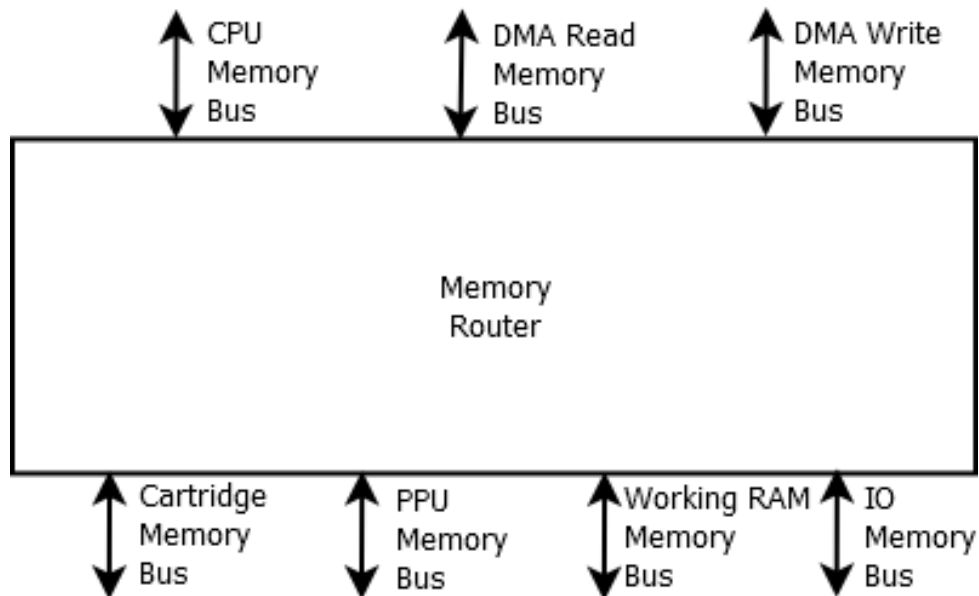 CPU
Memory
Bus
DMA Read
Memory
Bus
DMA Write
Memory
Bus
Memory
Router
Cartridge
Memory
Bus
PPU
Memory
Bus
Working RAM
Memory
Bus
IO
Memory
Bus